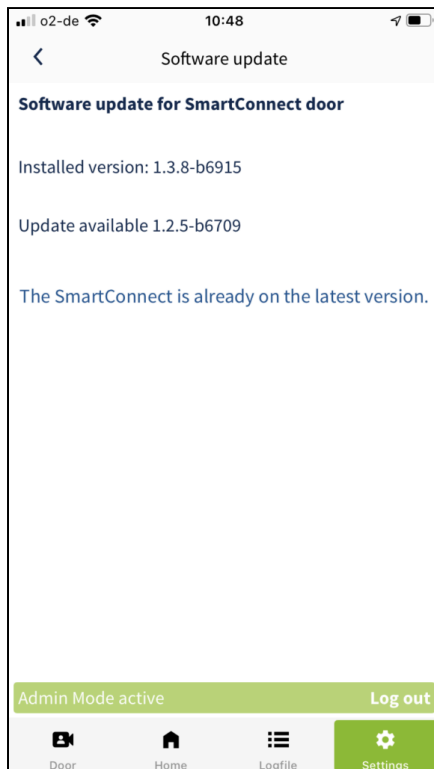 o2-de 10:48
Software update
Software update for SmartConnect door
Installed version: 1.3.8-b6915
Update available 1.2.5-b6709
The SmartConnect is already on the latest version.
Admin Mode active Log out
Door Home Logfile Settings